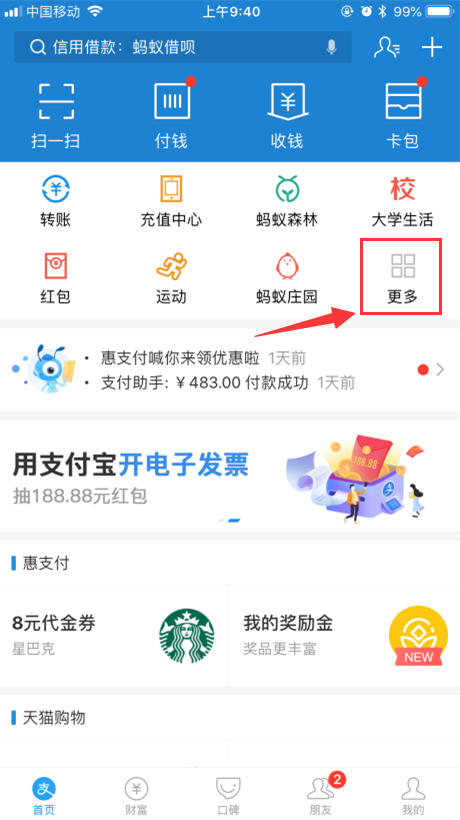 中国移动 上午9:40 99%
信用借款：蚂蚁借呗
扫一扫 付钱 收钱 卡包
校
转账 充值中心 蚂蚁森林 大学生活
红包 运动 蚂蚁庄园 更多
• 惠支付喊你来领优惠啦 1天前
• 支付助手:￥483.00 付款成功 1天前
用支付宝开电子发票
抽188.88元红包
188.88
支
惠支付
8元代金券 我的奖励金
星巴克 奖品更丰富
NEW
天猫购物
支 2
首页 财富 口碑 朋友 我的